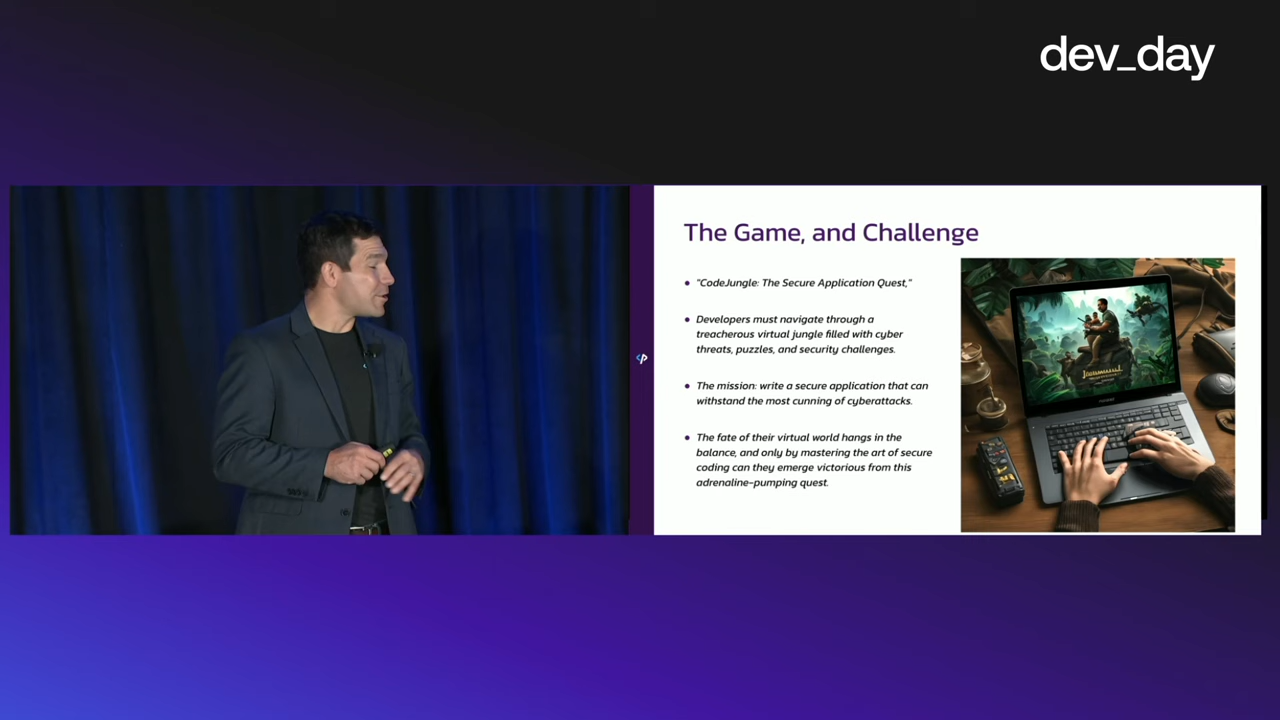 dev_day
The Game, and Challenge
"CodeJungle: The Secure Application Quest,"
Developers must navigate through a
treacherous virtual jungle filled with cyber
threats, puzzles, and security challenges.
The mission: write a secure application that can
withstand the most cunning of cyberattacks.
The fate of their virtual world hangs in the
balance, and only by mastering the art of secure
coding can they emerge victorious from this
adrenaline-pumping quest.